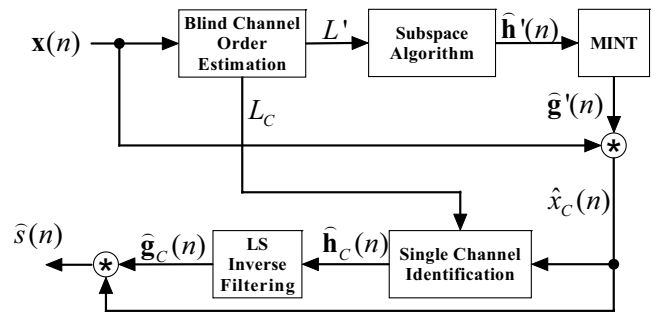 x(n)
Blind Channel
Order
Estimation
L'
Subspace
Algorithm
ĥ'(n)
MINT
ĝ'(n)
L_C
*
x̂_C(n)
ŝ(n)
*
ĝ_C(n)
LS
Inverse
Filtering
ĥ_C(n)
Single Channel
Identification